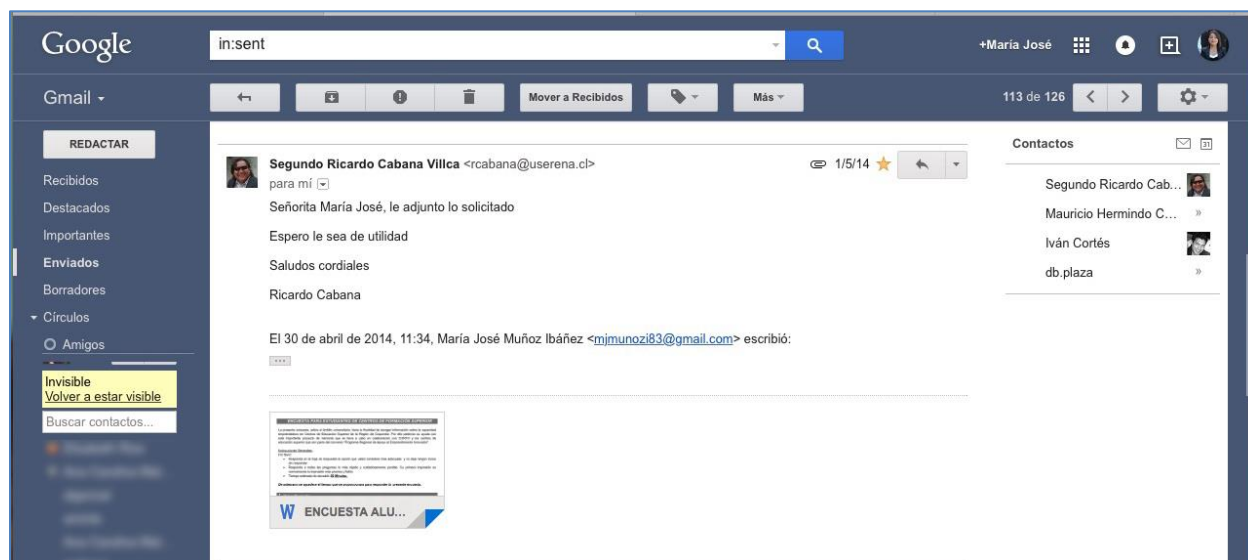 Google
in:sent
+María José
Gmail
Mover a Recibidos
Más
113 de 126
REDACTAR
Recibidos
Destacados
Importantes
Enviados
Borradores
Círculos
Amigos
Invisible
Volver a estar visible
Buscar contactos...
Segundo Ricardo Cabana Villca <rcabana@userena.cl>
1/5/14
para mí
Señorita María José, le adjunto lo solicitado
Espero le sea de utilidad
Saludos cordiales
Ricardo Cabana
El 30 de abril de 2014, 11:34, María José Muñoz Ibáñez <mjmunozi83@gmail.com> escribió:
W ENCUESTA ALU...
Contactos
31
Segundo Ricardo Cab...
Mauricio Hermindo C...
Iván Cortés
db.plaza